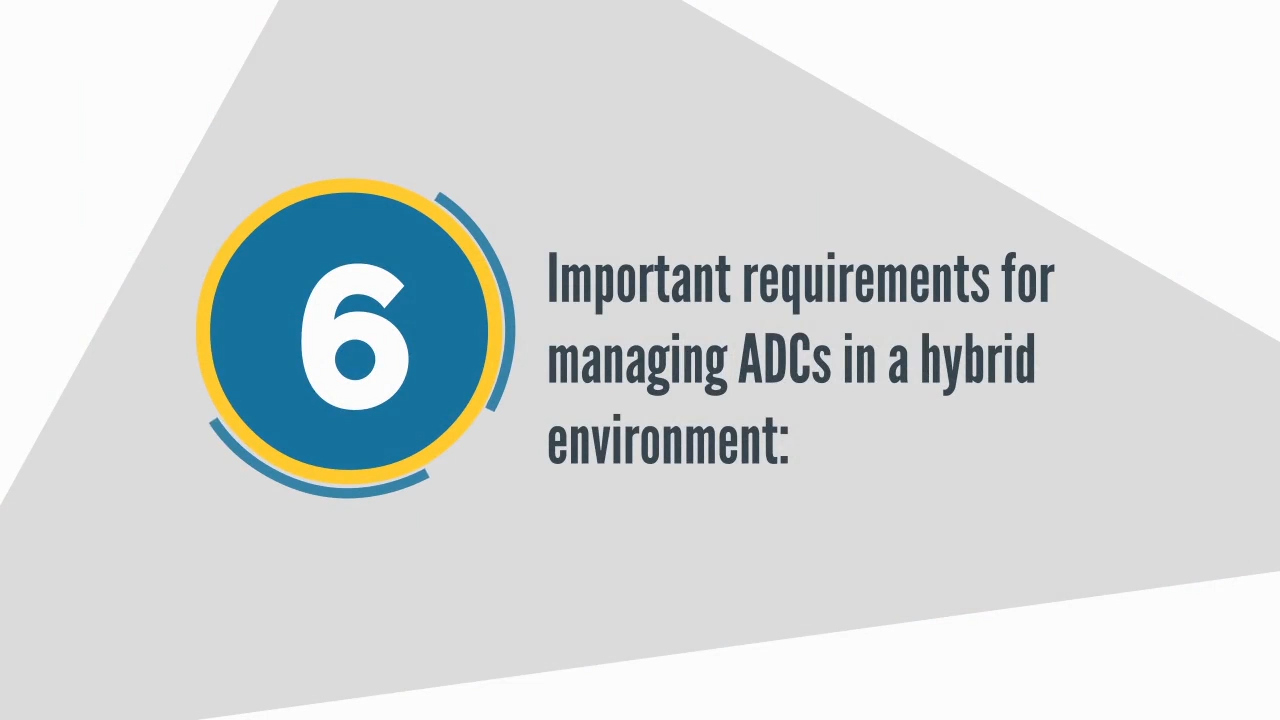 6
Important requirements for
managing ADCs in a hybrid
environment: